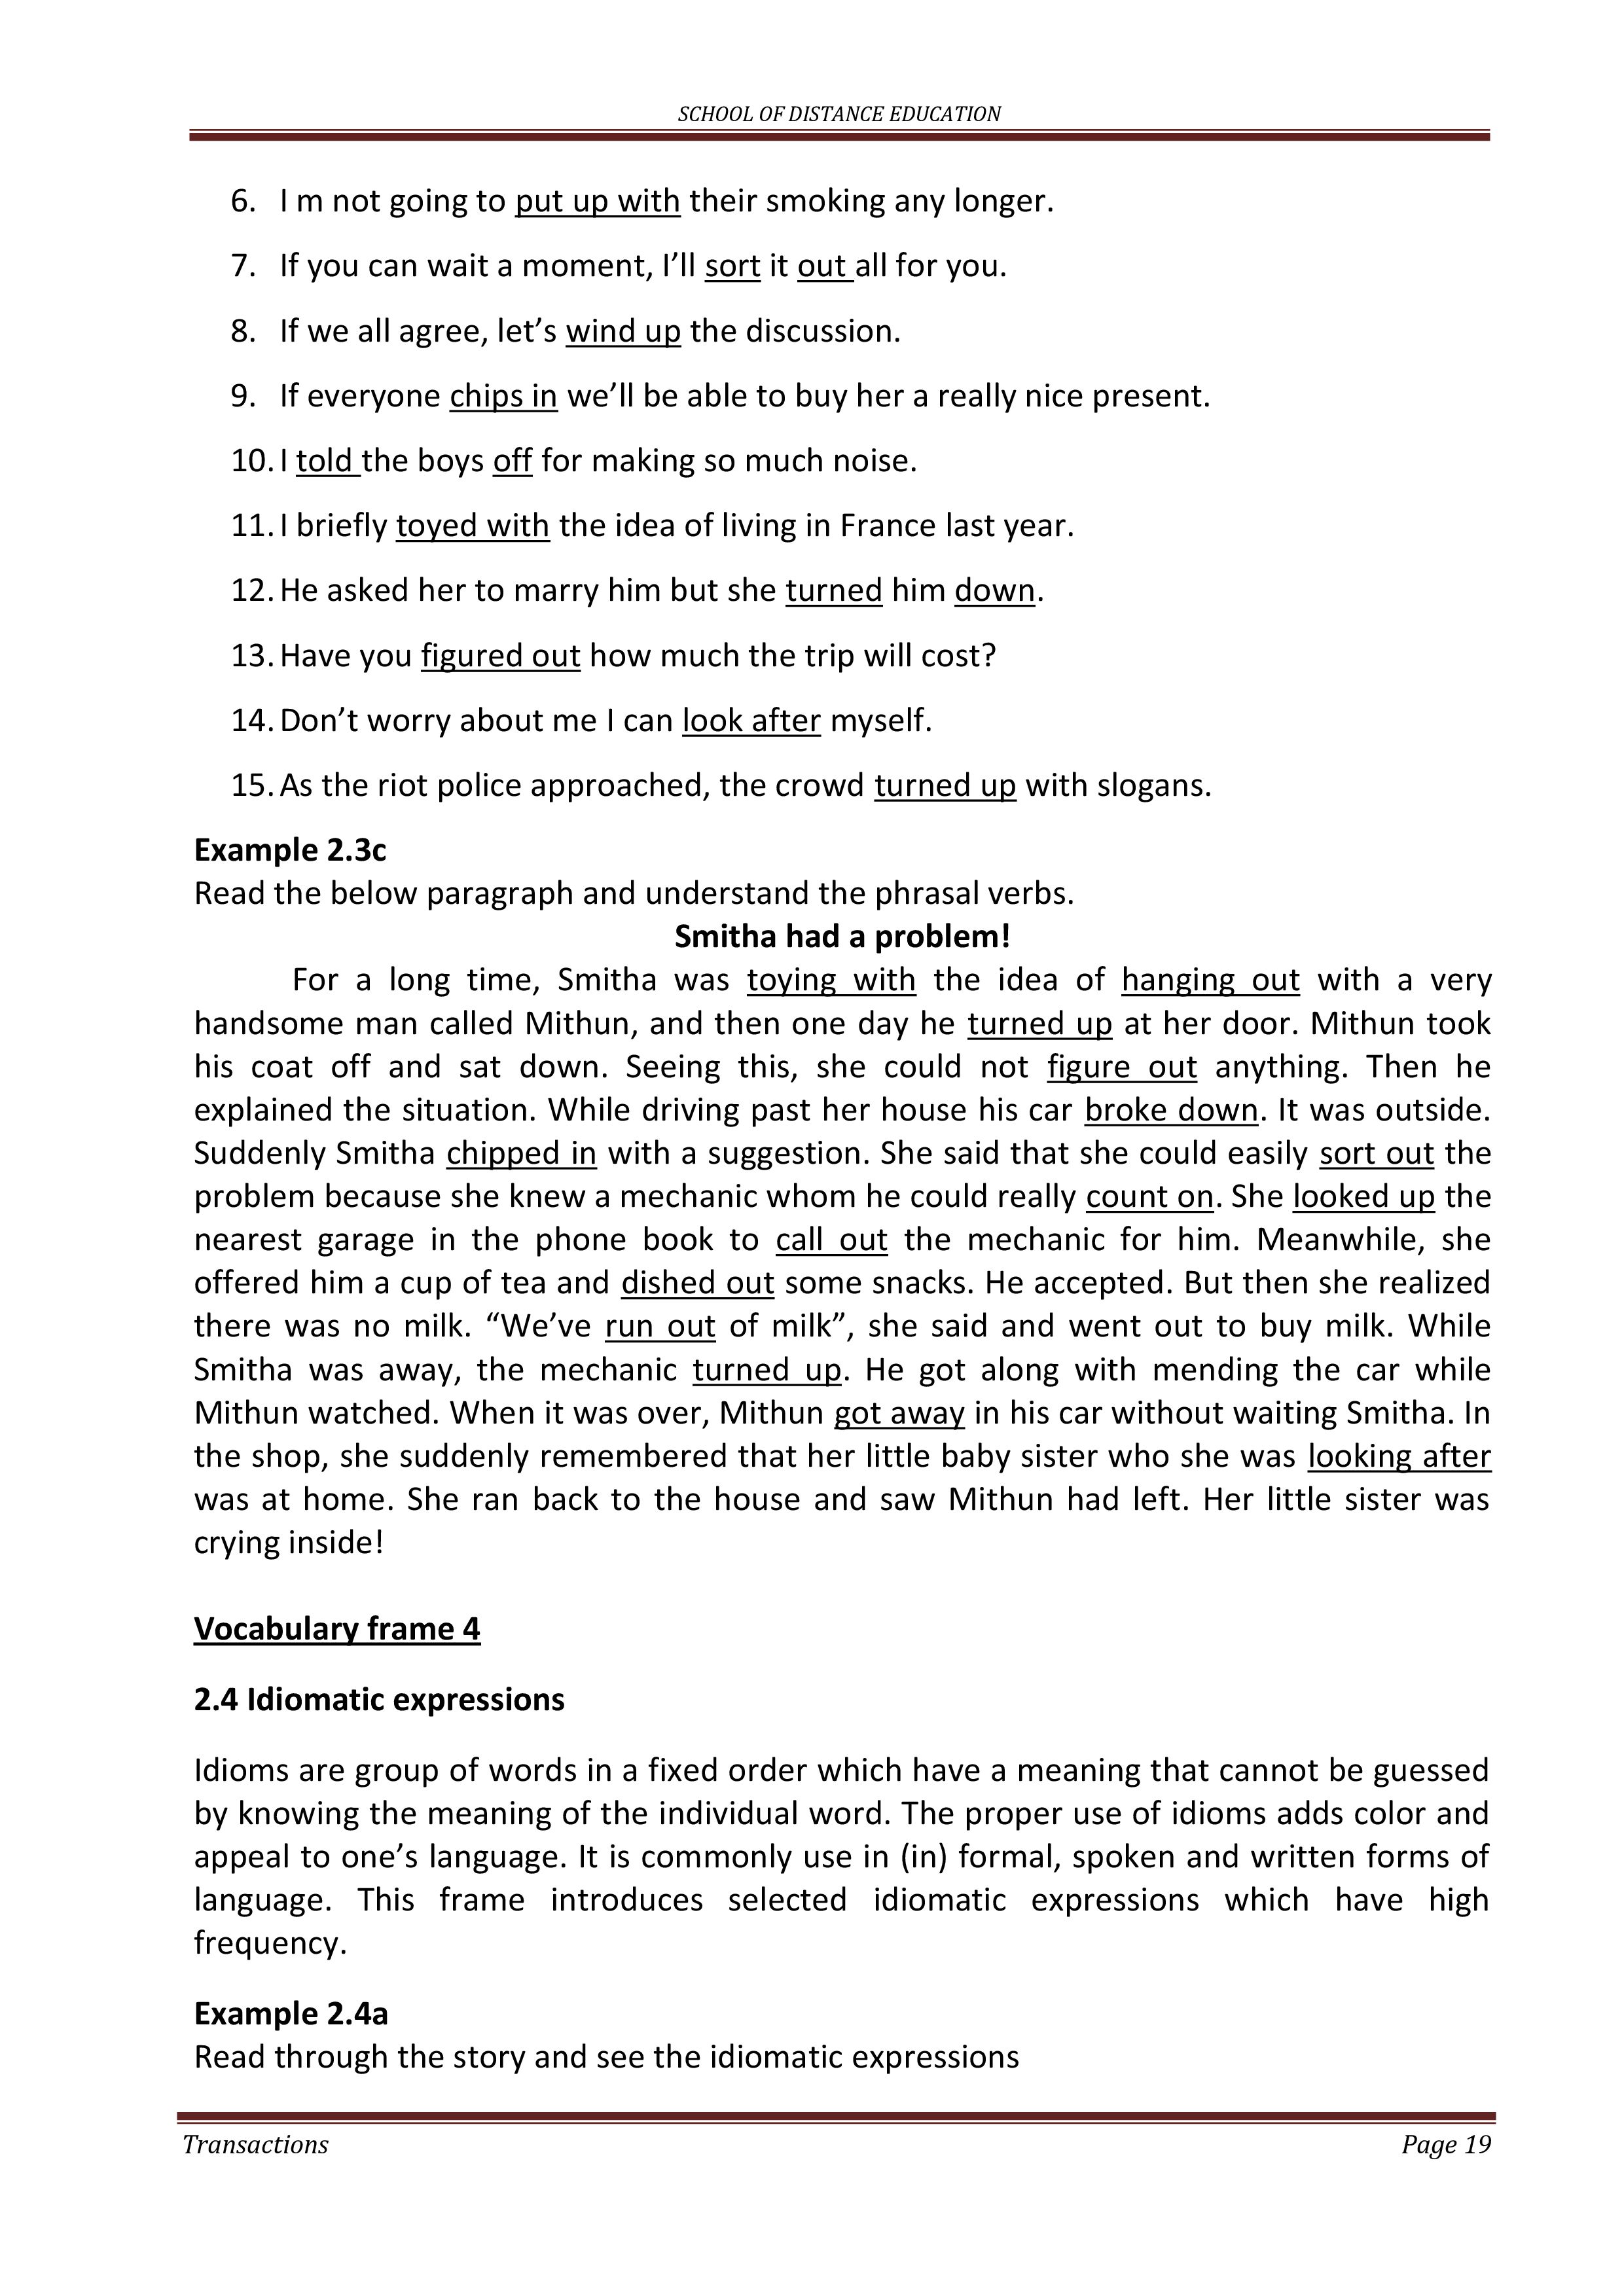 SCHOOL OF DISTANCE EDUCATION
6. I m not going to put up with their smoking any longer.
7. If you can wait a moment, I’ll sort it out all for you.
8. If we all agree, let’s wind up the discussion.
9. If everyone chips in we’ll be able to buy her a really nice present.
10. I told the boys off for making so much noise.
11. I briefly toyed with the idea of living in France last year.
12. He asked her to marry him but she turned him down.
13. Have you figured out how much the trip will cost?
14. Don’t worry about me I can look after myself.
15. As the riot police approached, the crowd turned up with slogans.
Example 2.3c
Read the below paragraph and understand the phrasal verbs.
Smitha had a problem!
For a long time, Smitha was toying with the idea of hanging out with a very
handsome man called Mithun, and then one day he turned up at her door. Mithun took
his coat off and sat down. Seeing this, she could not figure out anything. Then he
explained the situation. While driving past her house his car broke down. It was outside.
Suddenly Smitha chipped in with a suggestion. She said that she could easily sort out the
problem because she knew a mechanic whom he could really count on. She looked up the
nearest garage in the phone book to call out the mechanic for him. Meanwhile, she
offered him a cup of tea and dished out some snacks. He accepted. But then she realized
there was no milk. “We’ve run out of milk”, she said and went out to buy milk. While
Smitha was away, the mechanic turned up. He got along with mending the car while
Mithun watched. When it was over, Mithun got away in his car without waiting Smitha. In
the shop, she suddenly remembered that her little baby sister who she was looking after
was at home. She ran back to the house and saw Mithun had left. Her little sister was
crying inside!
Vocabulary frame 4
2.4 Idiomatic expressions
Idioms are group of words in a fixed order which have a meaning that cannot be guessed
by knowing the meaning of the individual word. The proper use of idioms adds color and
appeal to one’s language. It is commonly use in (in) formal, spoken and written forms of
language. This frame introduces selected idiomatic expressions which have high
frequency.
Example 2.4a
Read through the story and see the idiomatic expressions
Transactions Page 19